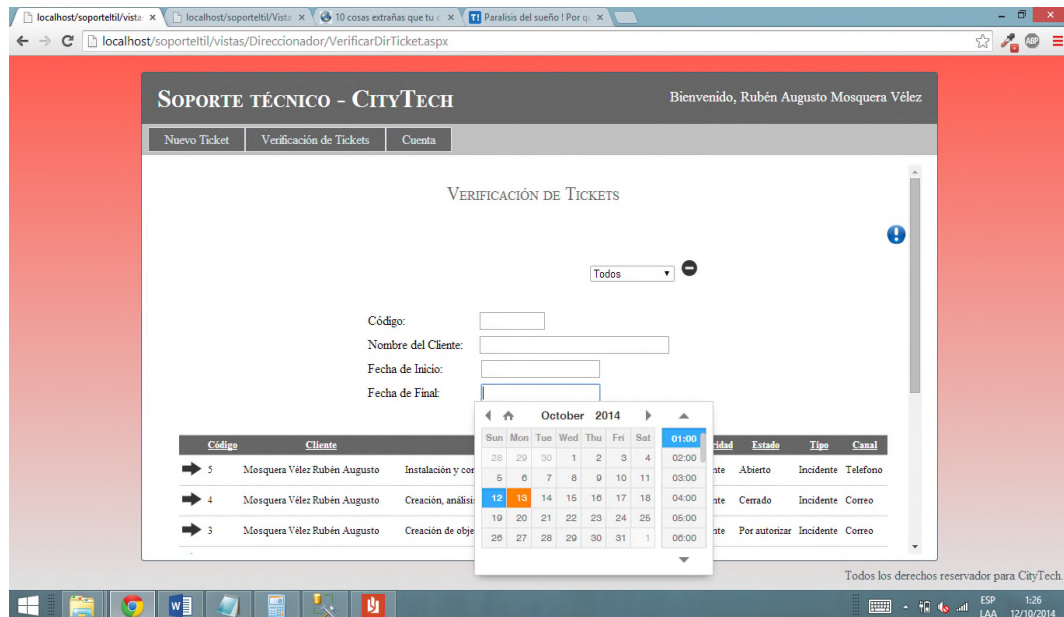 localhost/soporteltil/vista:
localhost/soporteltil/Vista
10 cosas extrañas que tu c
Paralisis del sueño ! Por qu
localhost/soporteltil/vistas/Direccionador/VerificarDirTicket.aspx
ABP
SOPORTE TÉCNICO - CITYTECH
Bienvenido, Rubén Augusto Mosquera Vélez
Nuevo Ticket Verificación de Tickets Cuenta
VERIFICACIÓN DE TICKETS
Todos
Código:
Nombre del Cliente:
Fecha de Inicio:
Fecha de Final:
October 2014
Sun Mon Tue Wed Thu Fri Sat 01:00
28 29 30 1 2 3 4 02:00
5 6 7 8 9 10 11 03:00
12 13 14 15 16 17 18 04:00
19 20 21 22 23 24 25 05:00
26 27 28 29 30 31 1 06:00
Código Cliente ridad Estado Tipo Canal
5 Mosquera Vélez Rubén Augusto Instalación y con nte Abierto Incidente Telefono
4 Mosquera Vélez Rubén Augusto Creación, análisi nte Cerrado Incidente Correo
3 Mosquera Vélez Rubén Augusto Creación de obje nte Por autorizar Incidente Correo
Todos los derechos reservador para CityTech.
ESP 1:26
LAA 12/10/2014